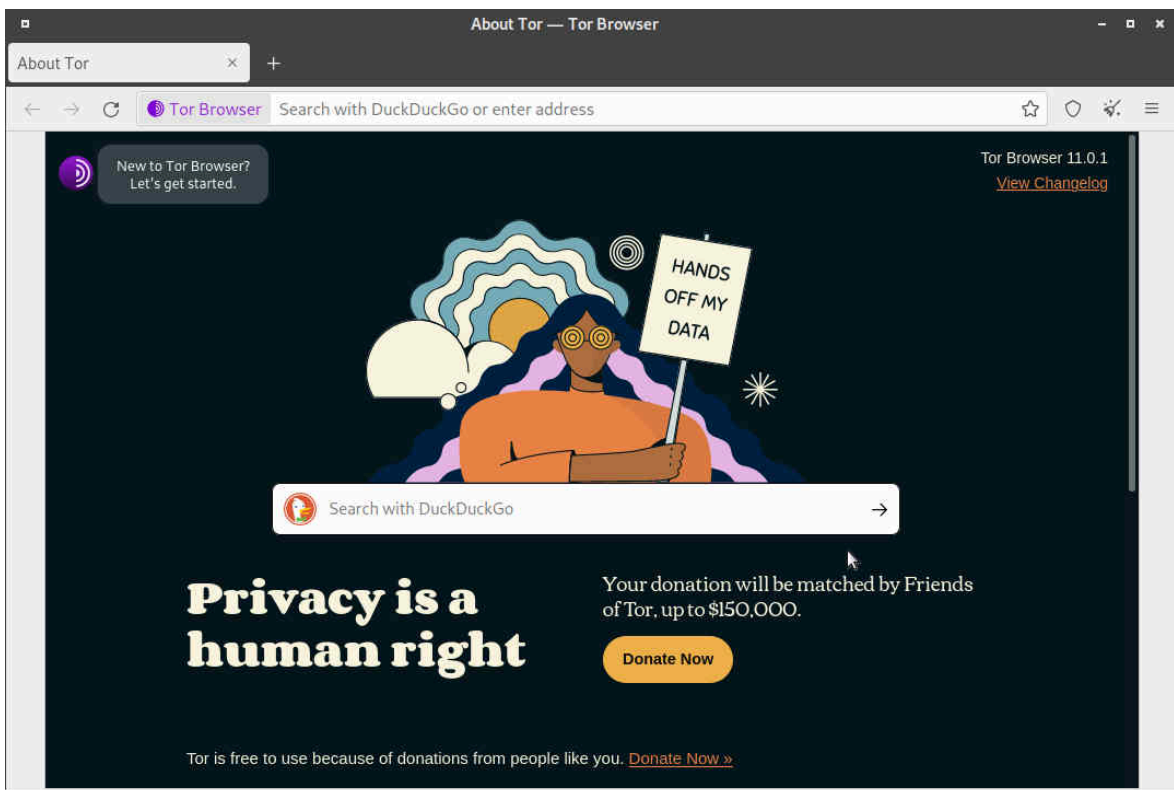 About Tor — Tor Browser
About Tor
Tor Browser
Search with DuckDuckGo or enter address
New to Tor Browser?
Let's get started.
Tor Browser 11.0.1
View Changelog
HANDS
OFF MY
DATA
Search with DuckDuckGo
Privacy is a
human right
Your donation will be matched by Friends
of Tor, up to $150,000.
Donate Now
Tor is free to use because of donations from people like you. Donate Now »